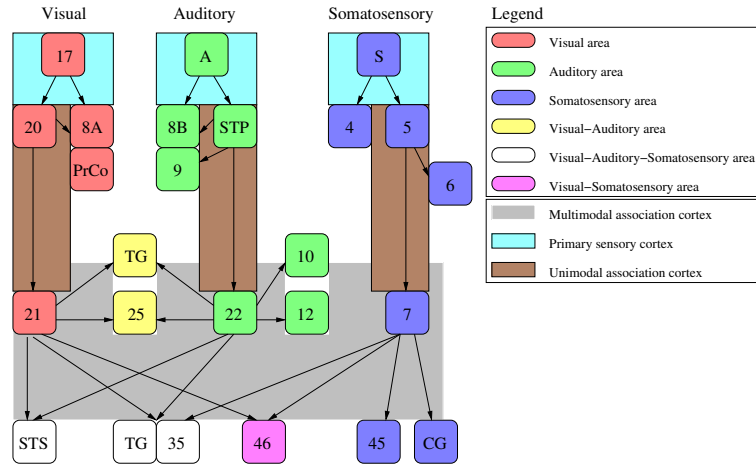 Visual Auditory Somatosensory Legend
17 A S
Visual area
Auditory area
Somatosensory area
Visual−Auditory area
Visual−Auditory−Somatosensory area
Visual−Somatosensory area
20 8A 8B STP 4 5
PrCo 9 6
Multimodal association cortex
Primary sensory cortex
Unimodal association cortex
TG 10
21 25 22 12 7
STS TG 35 46 45 CG